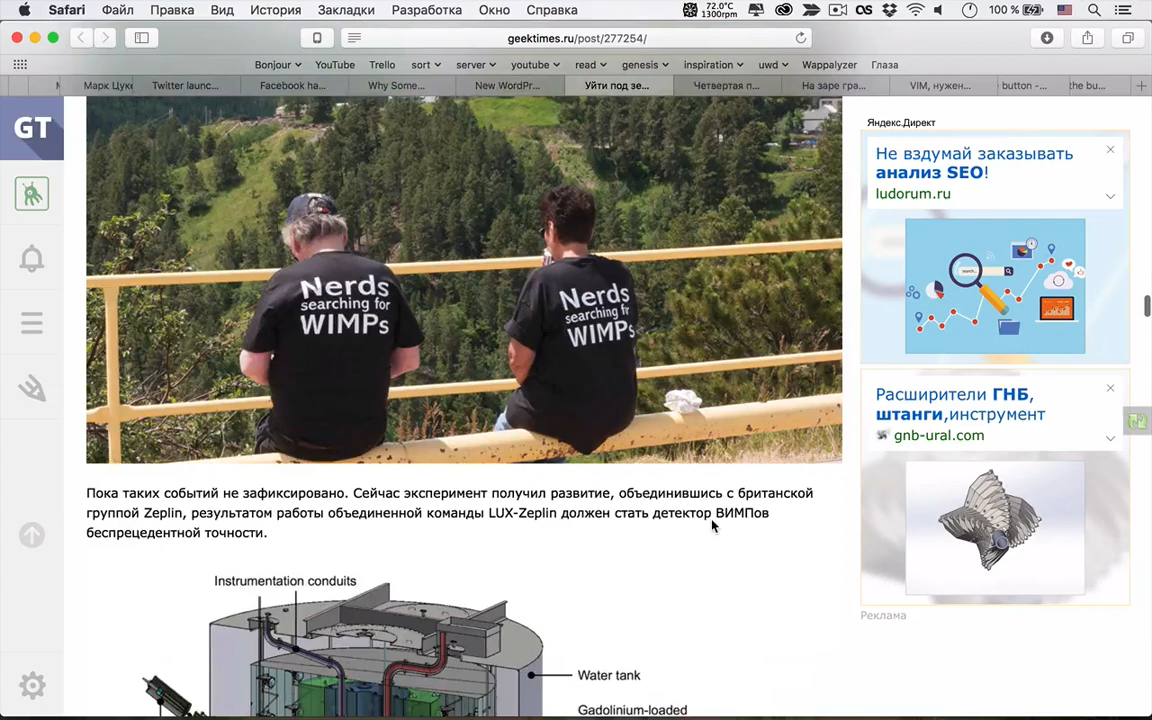 Safari Файл Правка Вид История Закладки Разработка Окно Справка 72.0°C 1300rpm 100 %
geektimes.ru/post/277254/
Bonjour YouTube Trello sort server youtube read genesis inspiration uwd Wappalyzer Глаза
Марк Цуке Twitter launc... Facebook ha... Why Some... New WordPr... Уйти под зе... Четвертая п... На заре гра... VIM, нужен... button -... the bu...
GT
Яндекс.Директ
Не вздумай заказывать
анализ SEO!
ludorum.ru
search...
Nerds
searching for
WIMPs
Nerds
searching for
WIMPs
Расширители ГНБ,
штанги,инструмент
gnb-ural.com
Реклама
Пока таких событий не зафиксировано. Сейчас эксперимент получил развитие, объединившись с британской
группой Zeplin, результатом работы объединенной команды LUX-Zeplin должен стать детектор ВИМПов
беспрецедентной точности.
Instrumentation conduits
Water tank
Gadolinium-loaded